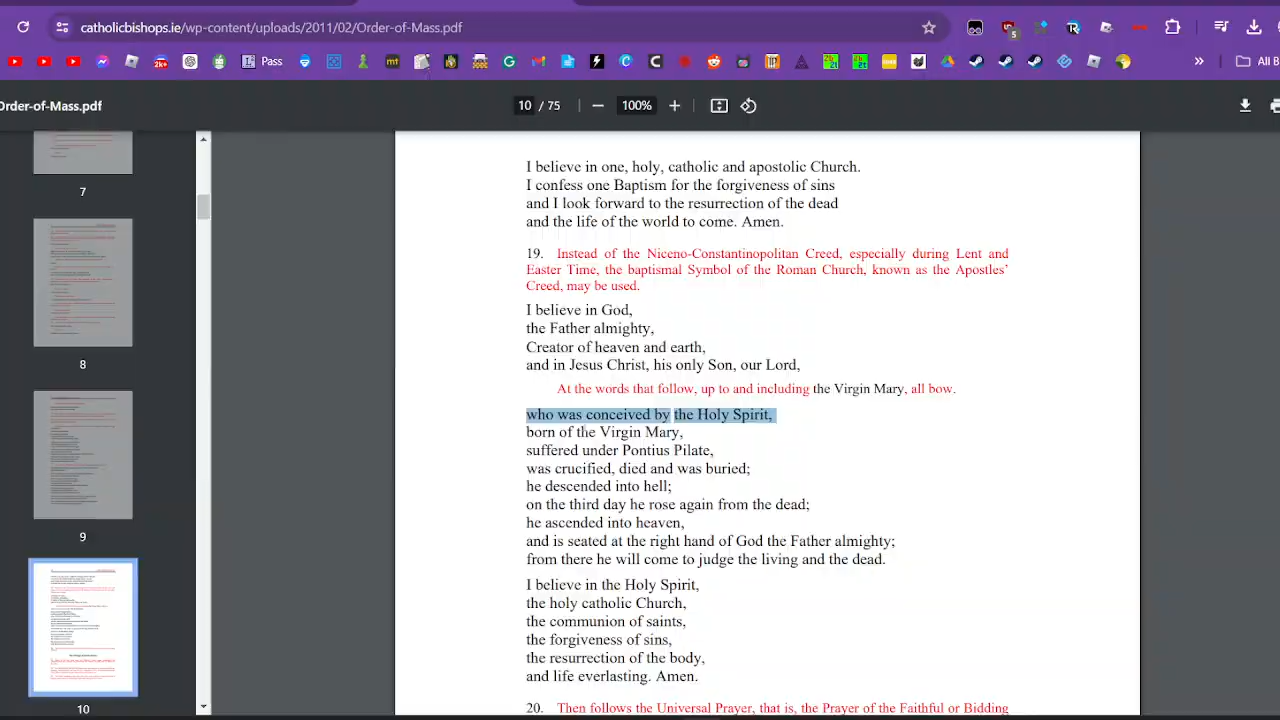 catholicbishops.ie/wp-content/uploads/2011/02/Order-of-Mass.pdf
5
2K+
Pass
mt
All B
Order-of-Mass.pdf
10 / 75
100%
7
8
9
10
I believe in one, holy, catholic and apostolic Church.
I confess one Baptism for the forgiveness of sins
and I look forward to the resurrection of the dead
and the life of the world to come. Amen.
19. Instead of the Niceno-Constantinopolitan Creed, especially during Lent and
Easter Time, the baptismal Symbol of the Roman Church, known as the Apostles’
Creed, may be used.
I believe in God,
the Father almighty,
Creator of heaven and earth,
and in Jesus Christ, his only Son, our Lord,
At the words that follow, up to and including the Virgin Mary, all bow.
who was conceived by the Holy Spirit,
born of the Virgin Mary,
suffered under Pontius Pilate,
was crucified, died and was buried;
he descended into hell;
on the third day he rose again from the dead;
he ascended into heaven,
and is seated at the right hand of God the Father almighty;
from there he will come to judge the living and the dead.
I believe in the Holy Spirit,
the holy catholic Church,
the communion of saints,
the forgiveness of sins,
the resurrection of the body,
and life everlasting. Amen.
20. Then follows the Universal Prayer, that is, the Prayer of the Faithful or Bidding